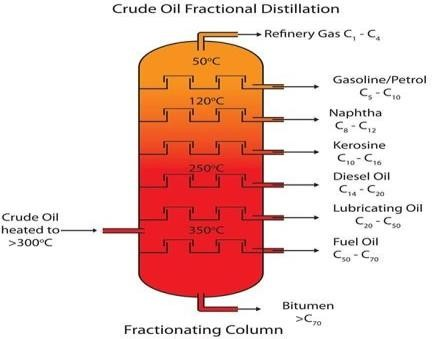 Crude Oil Fractional Distillation
Refinery Gas C₁ - C₄
50°C
Gasoline/Petrol
C₅ - C₁₀
120°C
Naphtha
C₈ - C₁₂
Kerosine
C₁₀ - C₁₆
250°C
Diesel Oil
C₁₄ - C₂₀
Lubricating Oil
C₂₀ - C₅₀
Crude Oil
heated to
>300°C
350°C
Fuel Oil
C₅₀ - C₇₀
Bitumen
>C₇₀
Fractionating Column